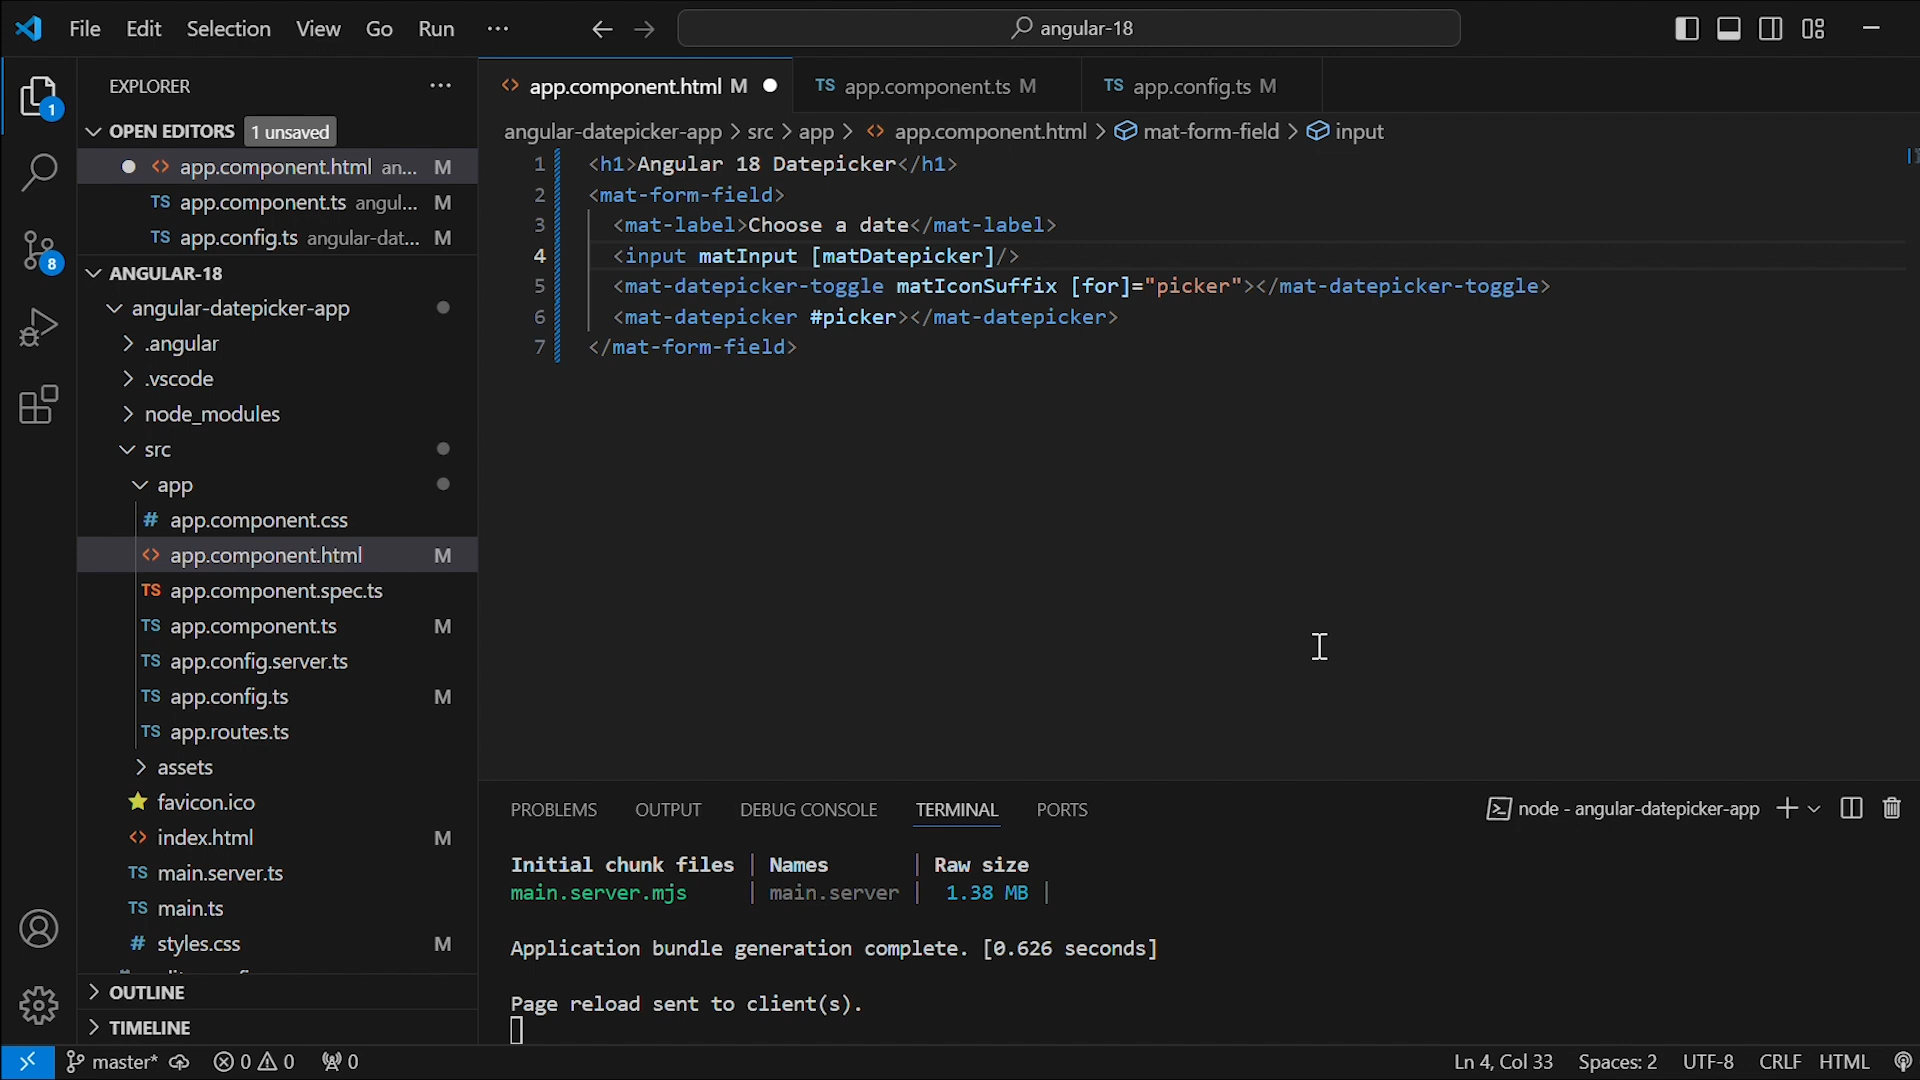 File Edit Selection View Go Run ··· angular-18
EXPLORER ···
OPEN EDITORS 1 unsaved
app.component.html an... M
TS app.component.ts angul... M
TS app.config.ts angular-dat... M
ANGULAR-18
angular-datepicker-app
.angular
.vscode
node_modules
src
app
# app.component.css
<> app.component.html M
TS app.component.spec.ts
TS app.component.ts M
TS app.config.server.ts
TS app.config.ts M
TS app.routes.ts
assets
favicon.ico
<> index.html M
TS main.server.ts
TS main.ts
# styles.css M
OUTLINE
TIMELINE
1
8
<> app.component.html M
TS app.component.ts M
TS app.config.ts M
angular-datepicker-app > src > app > <> app.component.html > mat-form-field > input
1 <h1>Angular 18 Datepicker</h1>
2 <mat-form-field>
3 <mat-label>Choose a date</mat-label>
4 <input matInput [matDatepicker]/>
5 <mat-datepicker-toggle matIconSuffix [for]="picker"></mat-datepicker-toggle>
6 <mat-datepicker #picker></mat-datepicker>
7 </mat-form-field>
PROBLEMS OUTPUT DEBUG CONSOLE TERMINAL PORTS node - angular-datepicker-app
Initial chunk files | Names | Raw size
main.server.mjs | main.server | 1.38 MB |
Application bundle generation complete. [0.626 seconds]
Page reload sent to client(s).
master* 0 0 0 Ln 4, Col 33 Spaces: 2 UTF-8 CRLF HTML